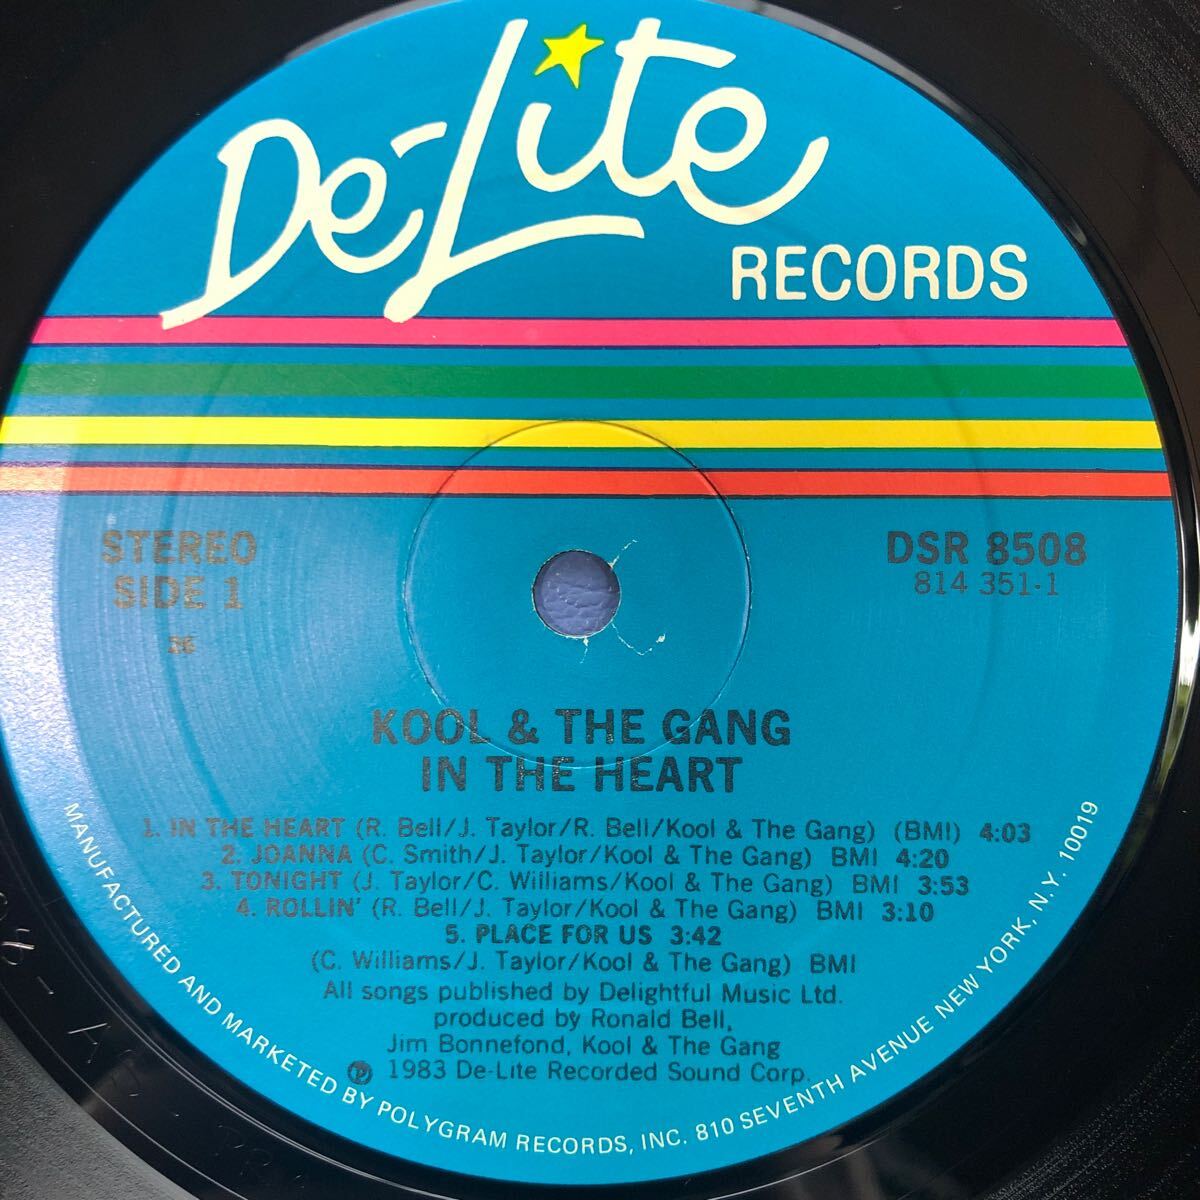 De-Lite
RECORDS
STEREO
SIDE 1
26
DSR 8508
814 351-1
KOOL & THE GANG
IN THE HEART
1. IN THE HEART (R. Bell/J. Taylor/R. Bell/Kool & The Gang) (BMI) 4:03
2. JOANNA (C. Smith/J. Taylor/Kool & The Gang) BMI 4:20
3. TONIGHT (J. Taylor/C. Williams/Kool & The Gang) BMI 3:53
4. ROLLIN' (R. Bell/J. Taylor/Kool & The Gang) BMI 3:10
5. PLACE FOR US 3:42
(C. Williams/J. Taylor/Kool & The Gang) BMI
All songs published by Delightful Music Ltd.
produced by Ronald Bell,
Jim Bonnefond, Kool & The Gang
℗ 1983 De-Lite Recorded Sound Corp.
MANUFACTURED AND MARKETED BY POLYGRAM RECORDS, INC. 810 SEVENTH AVENUE NEW YORK, N.Y. 10019